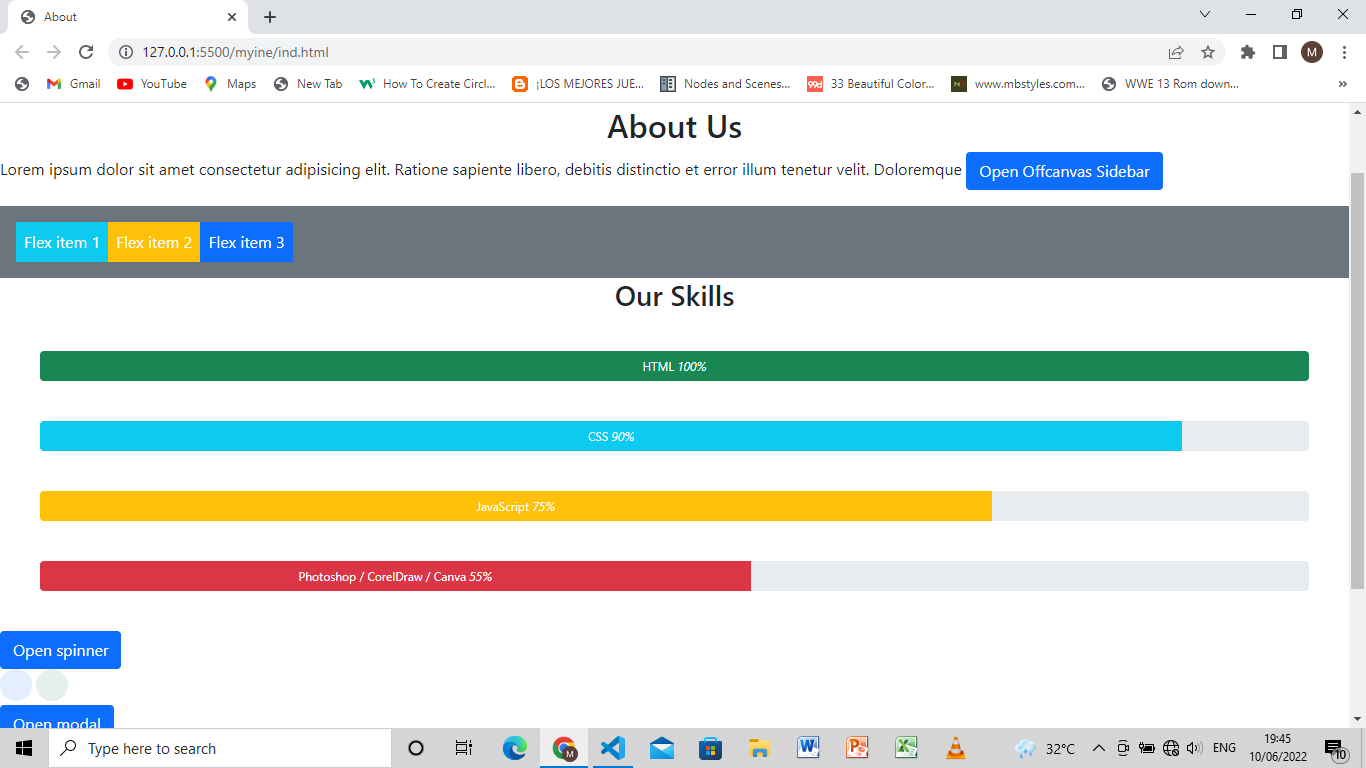 About
127.0.0.1:5500/myine/ind.html
M
Gmail YouTube Maps New Tab How To Create Circl... ¡LOS MEJORES JUE... Nodes and Scenes... 99d 33 Beautiful Color... www.mbstyles.com... WWE 13 Rom down... »
About Us
Lorem ipsum dolor sit amet consectetur adipisicing elit. Ratione sapiente libero, debitis distinctio et error illum tenetur velit. Doloremque Open Offcanvas Sidebar
Flex item 1 Flex item 2 Flex item 3
Our Skills
HTML 100%
CSS 90%
JavaScript 75%
Photoshop / CorelDraw / Canva 55%
Open spinner
Open modal
Type here to search 32°C ENG 19:45
10/06/2022 10